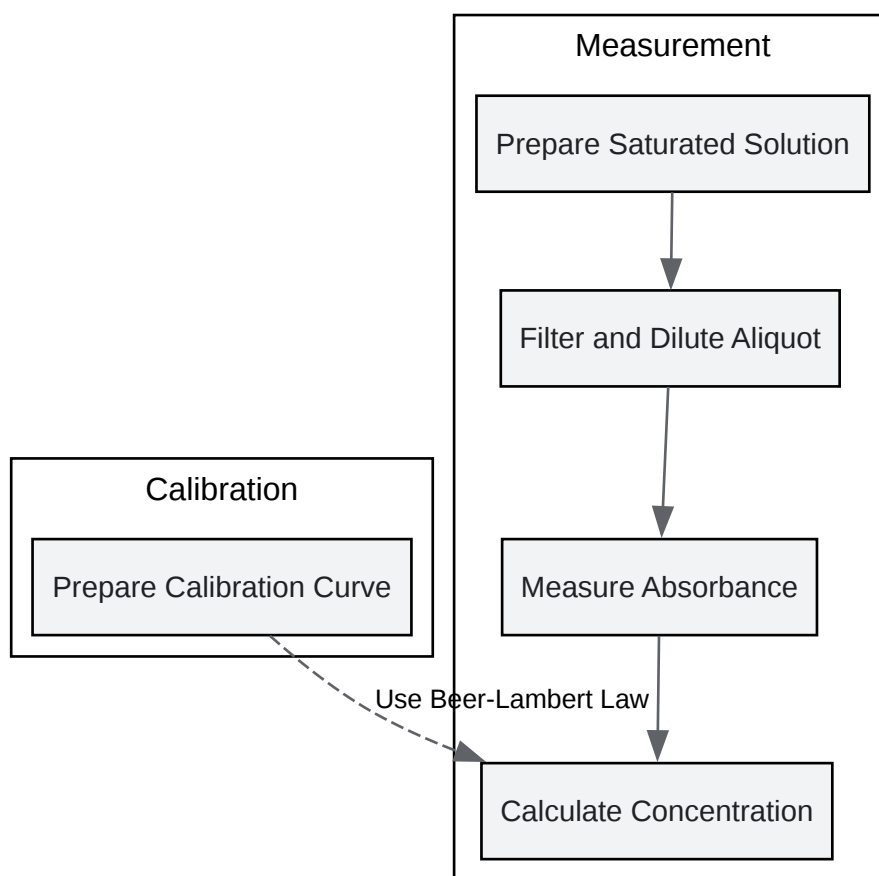 Measurement
Prepare Saturated Solution
Filter and Dilute Aliquot
Calibration
Prepare Calibration Curve
Measure Absorbance
Use Beer-Lambert Law
Calculate Concentration